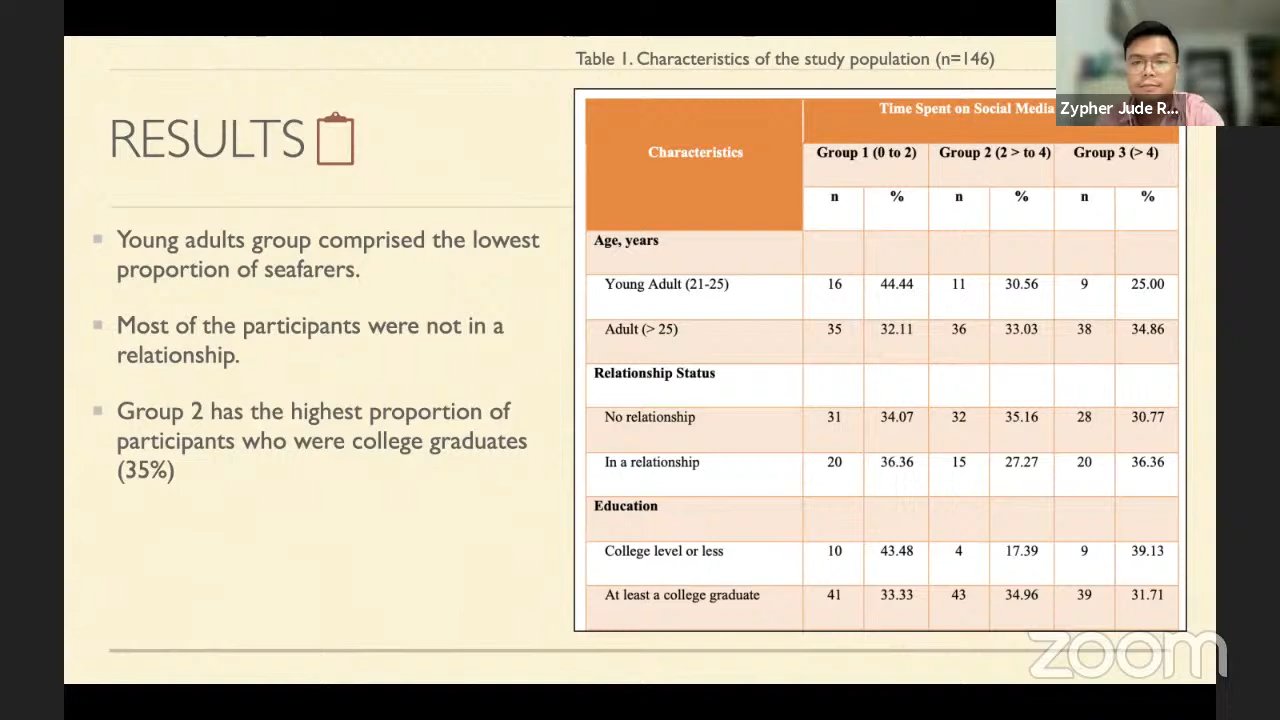 Table 1. Characteristics of the study population (n=146)
Zypher Jude R...
RESULTS
Young adults group comprised the lowest
proportion of seafarers.
Most of the participants were not in a
relationship.
Group 2 has the highest proportion of
participants who were college graduates
(35%)
Time Spent on Social Media
Characteristics Group 1 (0 to 2) Group 2 (2 > to 4) Group 3 (> 4)
n % n % n %
Age, years
Young Adult (21-25) 16 44.44 11 30.56 9 25.00
Adult (> 25) 35 32.11 36 33.03 38 34.86
Relationship Status
No relationship 31 34.07 32 35.16 28 30.77
In a relationship 20 36.36 15 27.27 20 36.36
Education
College level or less 10 43.48 4 17.39 9 39.13
At least a college graduate 41 33.33 43 34.96 39 31.71
zoom